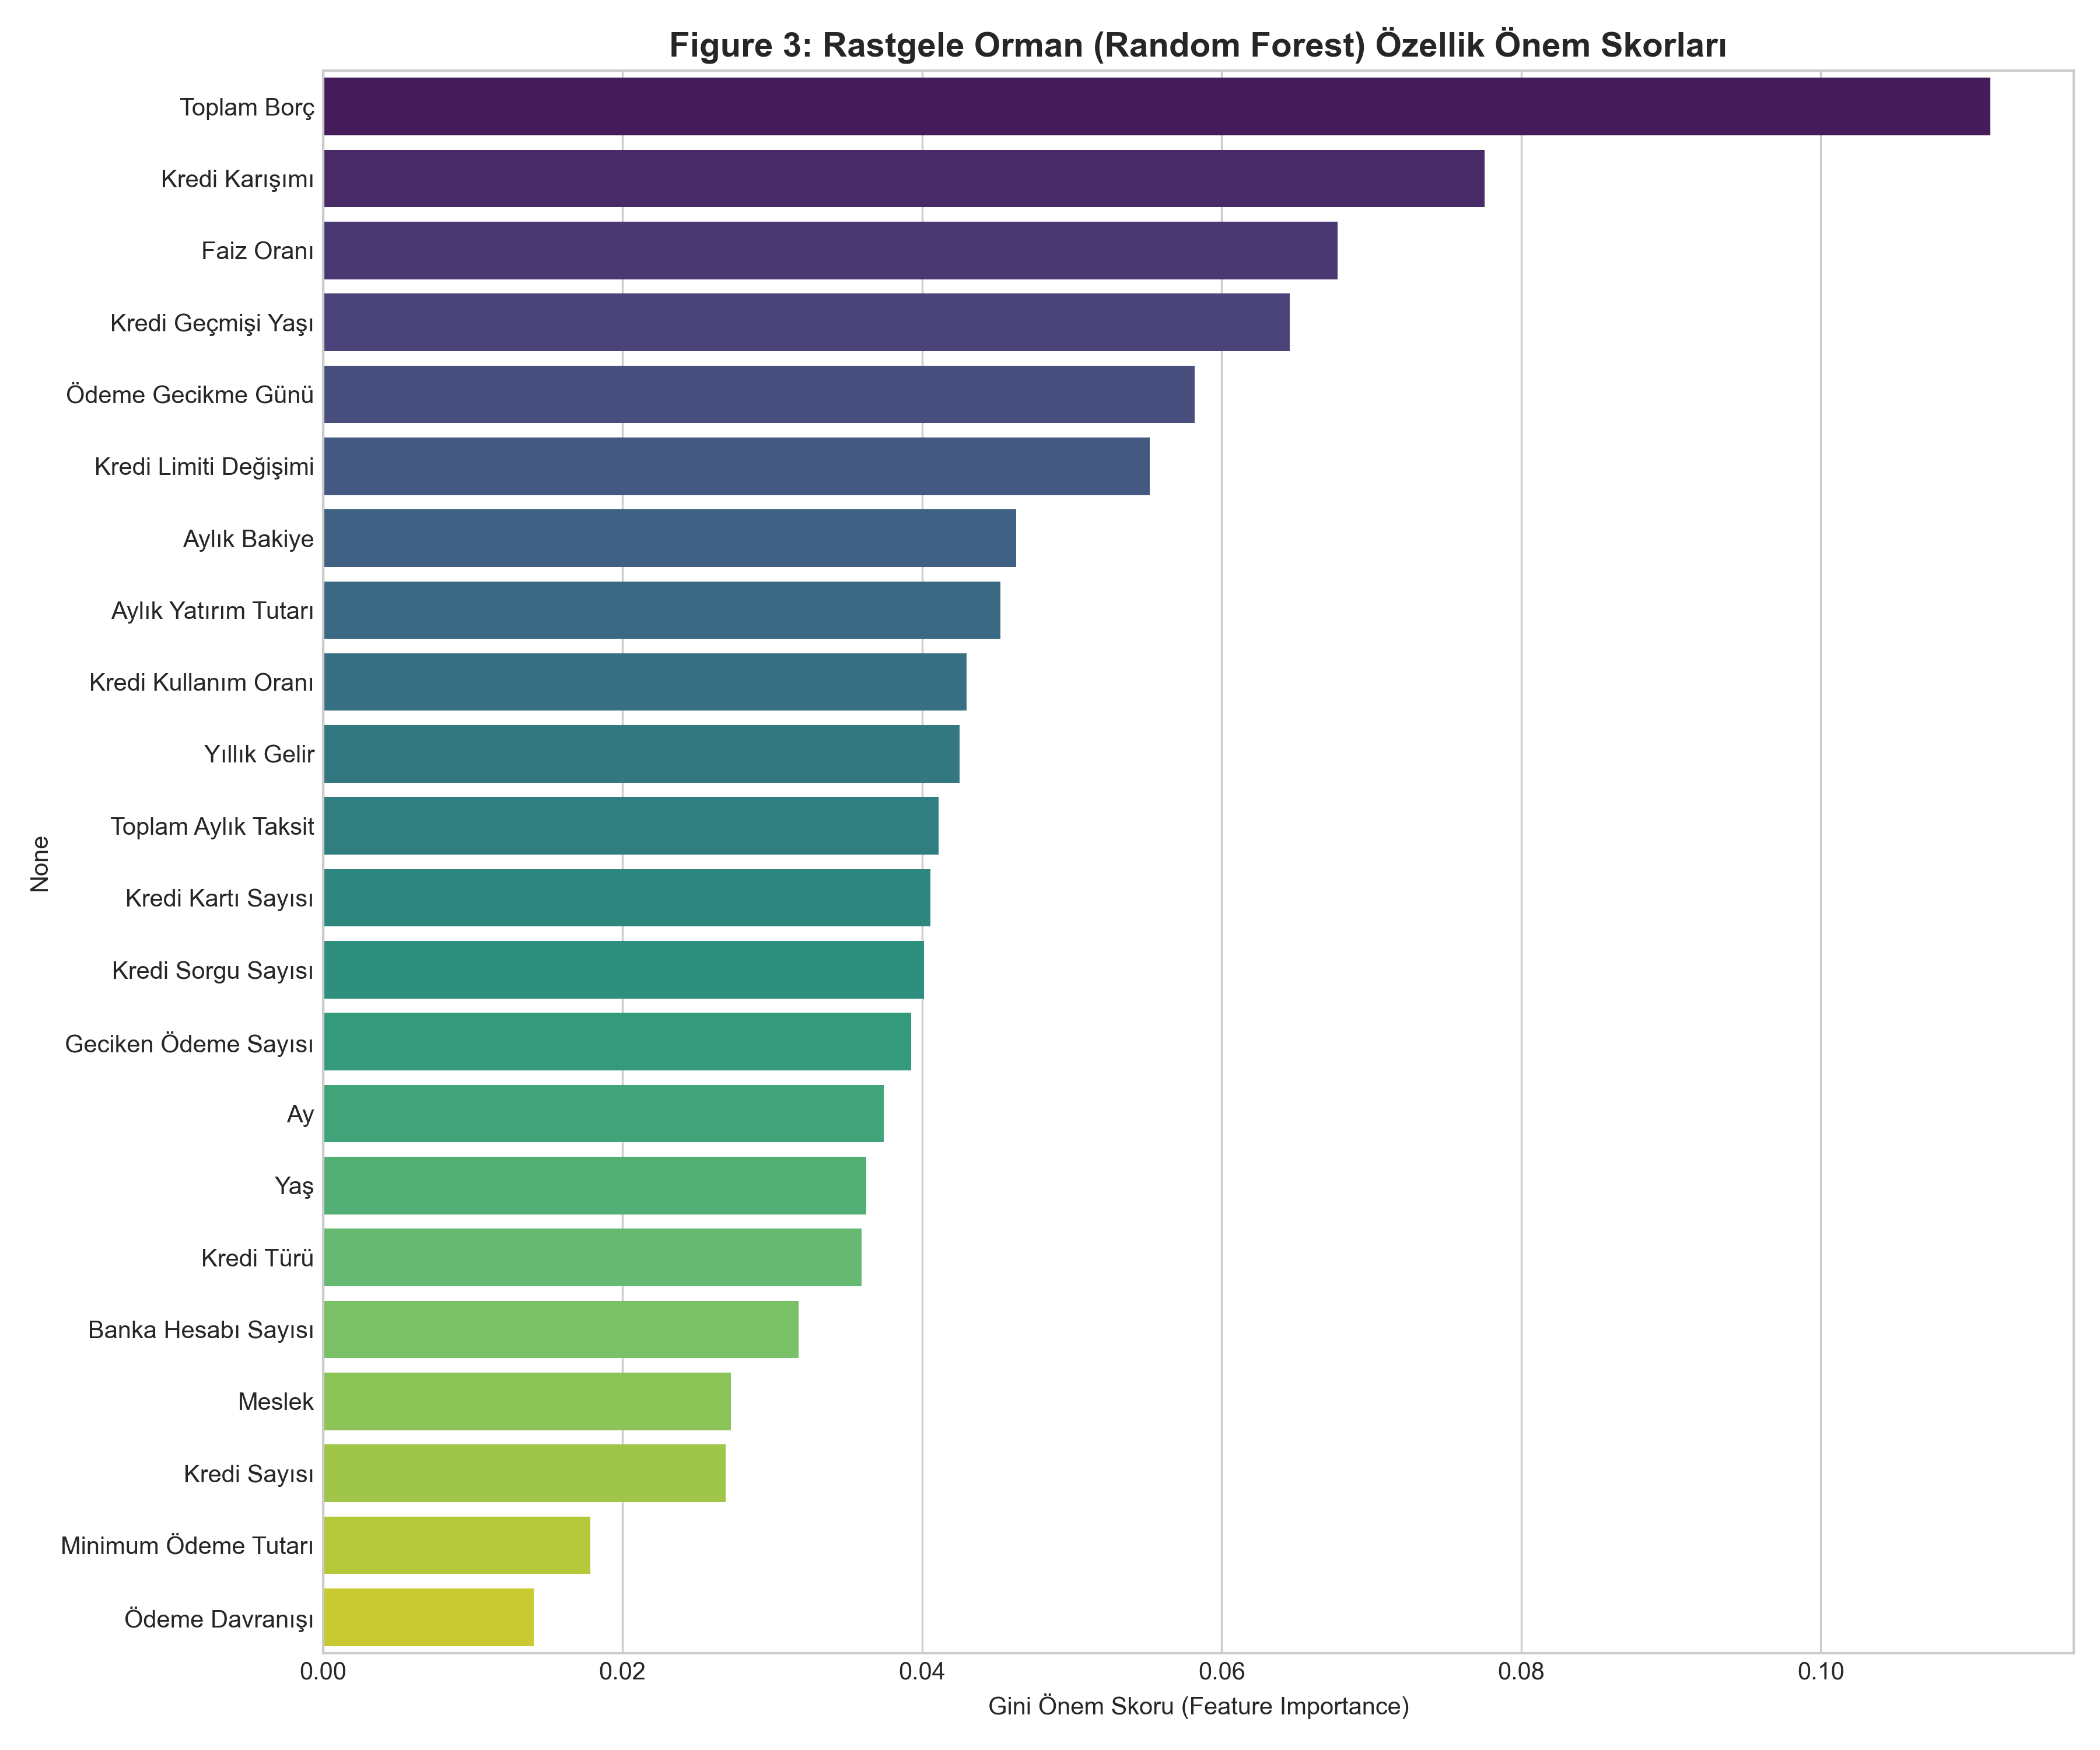 Figure 3: Rastgele Orman (Random Forest) Özellik Önem Skorları
Toplam Borç
Kredi Karışımı
Faiz Oranı
Kredi Geçmişi Yaşı
Ödeme Gecikme Günü
Kredi Limiti Değişimi
Aylık Bakiye
Aylık Yatırım Tutarı
Kredi Kullanım Oranı
Yıllık Gelir
Toplam Aylık Taksit
Kredi Kartı Sayısı
Kredi Sorgu Sayısı
Geciken Ödeme Sayısı
Ay
Yaş
Kredi Türü
Banka Hesabı Sayısı
Meslek
Kredi Sayısı
Minimum Ödeme Tutarı
Ödeme Davranışı
None
0.00 0.02 0.04 0.06 0.08 0.10
Gini Önem Skoru (Feature Importance)